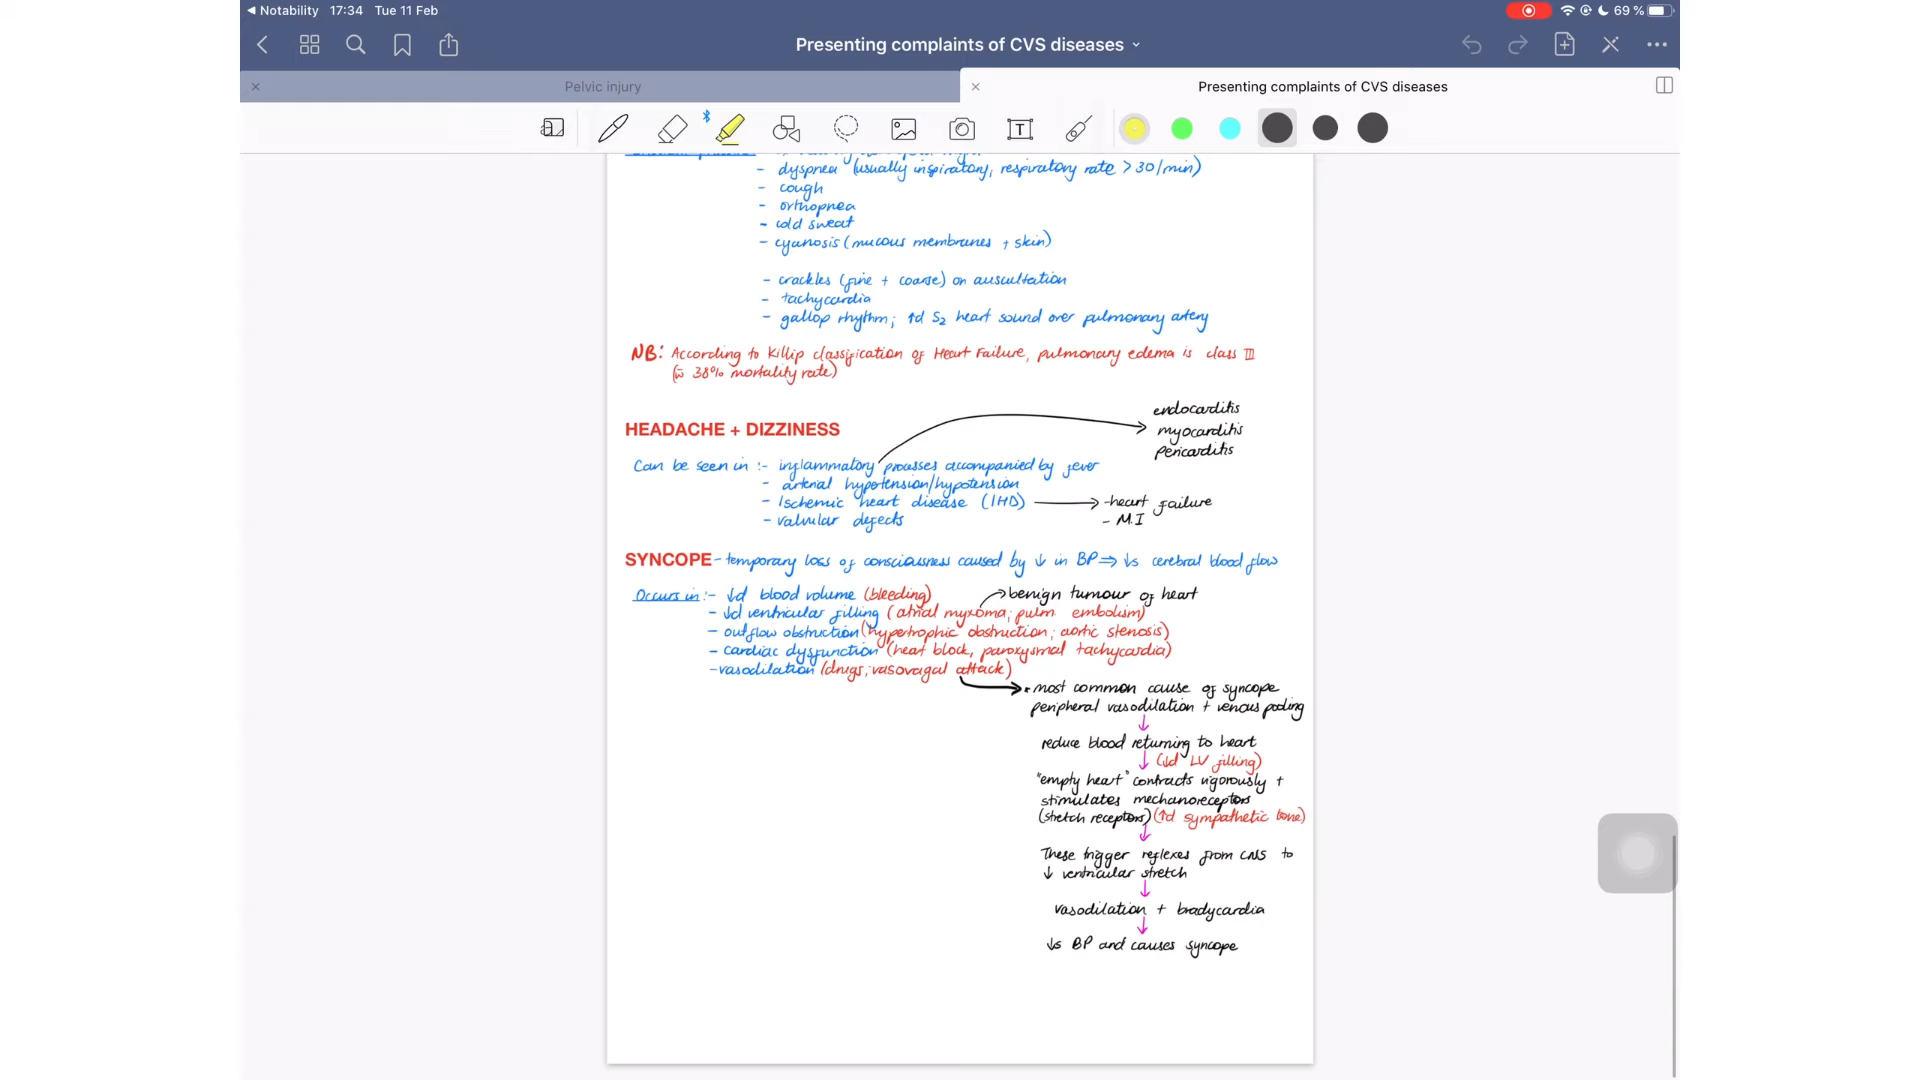 Notability 17:34 Tue 11 Feb
69 %
Presenting complaints of CVS diseases
Pelvic injury
Presenting complaints of CVS diseases
T
- dyspnea (usually inspiratory, respiratory rate > 30/min)
- cough
- orthopnea
- cold sweat
- cyanosis (mucous membranes + skin)
- crackles (fine + coarse) on auscultation
- tachycardia
- gallop rhythm; ↑d S2 heart sound over pulmonary artery
NB: According to Killip classification of Heart Failure, pulmonary edema is class III
(w̄ 38% mortality rate)
endocarditis
myocarditis
pericarditis
HEADACHE + DIZZINESS
Can be seen in :- inflammatory processes accompanied by fever
- arterial hypertension/hypotension
- Ischemic heart disease (IHD) → -heart failure
- M.I
- valvular defects
SYNCOPE - temporary loss of consciousness caused by ↓ in BP ⇒ ↓s cerebral blood flow
Occurs in :- ↓d blood volume (bleeding) → benign tumour of heart
- ↓d ventricular filling (atrial myxoma; pulm embolism)
- outflow obstruction (hypertrophic obstruction; aortic stenosis)
- cardiac dysfunction (heart block, paroxysmal tachycardia)
- vasodilation (drugs; vasovagal attack)
• most common cause of syncope
peripheral vasodilation + venous pooling
↓
reduce blood returning to heart
↓ (↓d LV filling)
"empty heart" contracts vigorously +
stimulates mechanoreceptors
(stretch receptors) (↑d sympathetic tone)
↓
These trigger reflexes from CNS to
↓ ventricular stretch
↓
vasodilation + bradycardia
↓
↓s BP and causes syncope